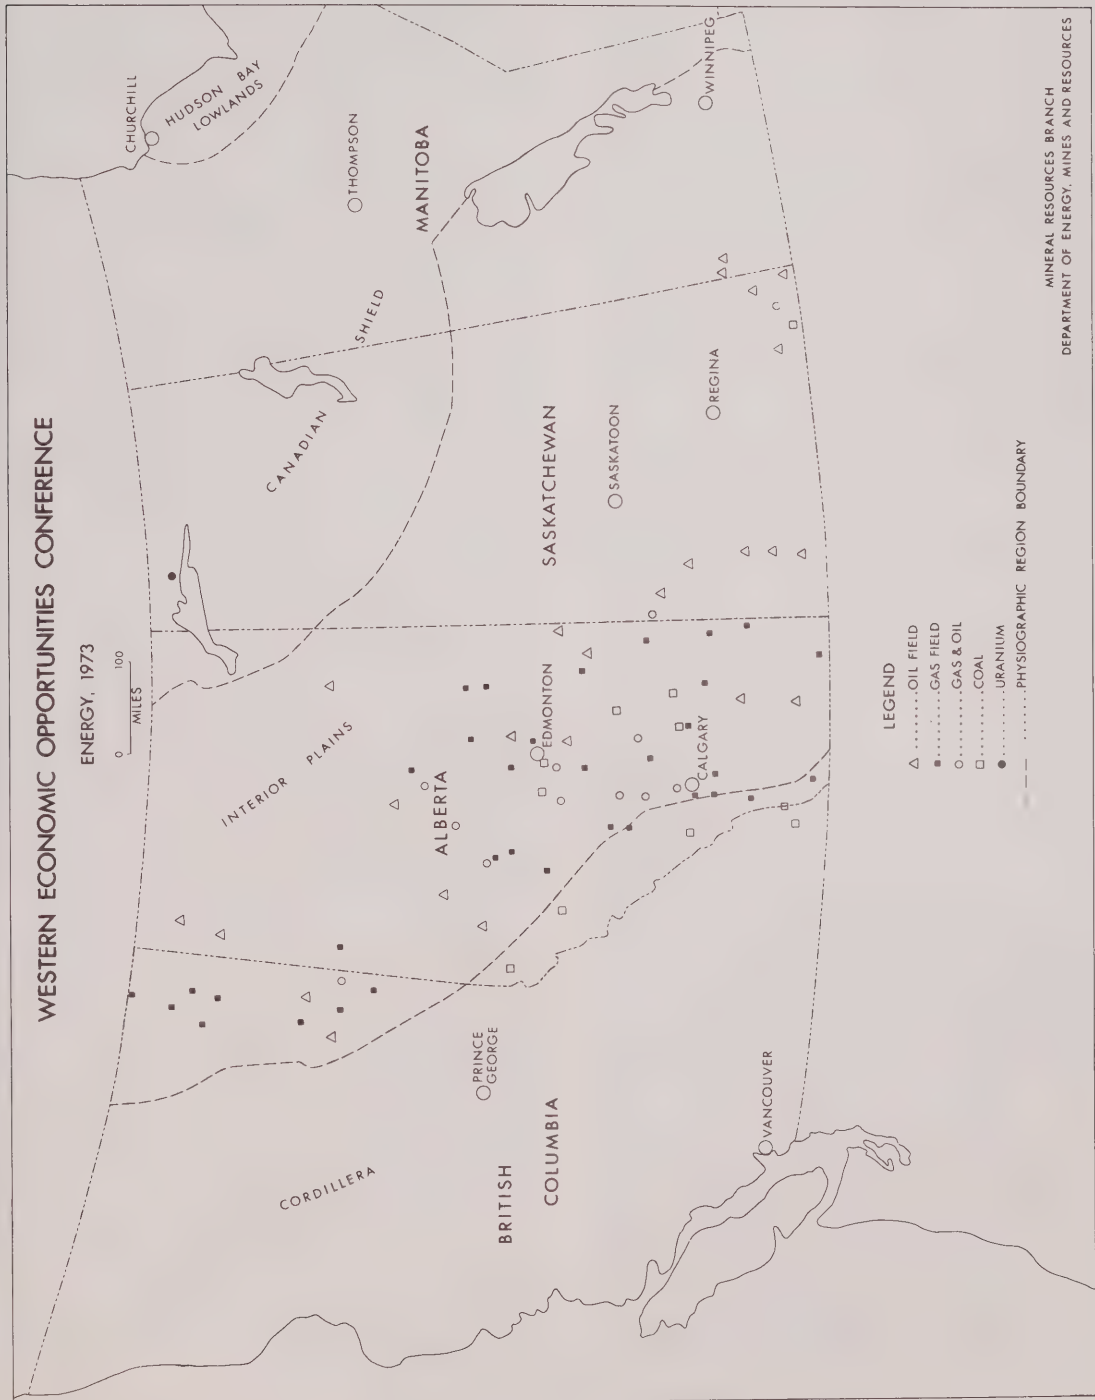 WESTERN ECONOMIC OPPORTUNITIES CONFERENCE
ENERGY, 1973
0 100
MILES
CHURCHILL
HUDSON BAY
LOWLANDS
THOMPSON
MANITOBA
WINNIPEG
CANADIAN
SHIELD
INTERIOR PLAINS
SASKATCHEWAN
SASKATOON
REGINA
ALBERTA
EDMONTON
CALGARY
CORDILLERA
PRINCE
GEORGE
BRITISH
COLUMBIA
VANCOUVER
LEGEND
OIL FIELD
GAS FIELD
GAS & OIL
COAL
URANIUM
PHYSIOGRAPHIC REGION BOUNDARY
MINERAL RESOURCES BRANCH
DEPARTMENT OF ENERGY, MINES AND RESOURCES